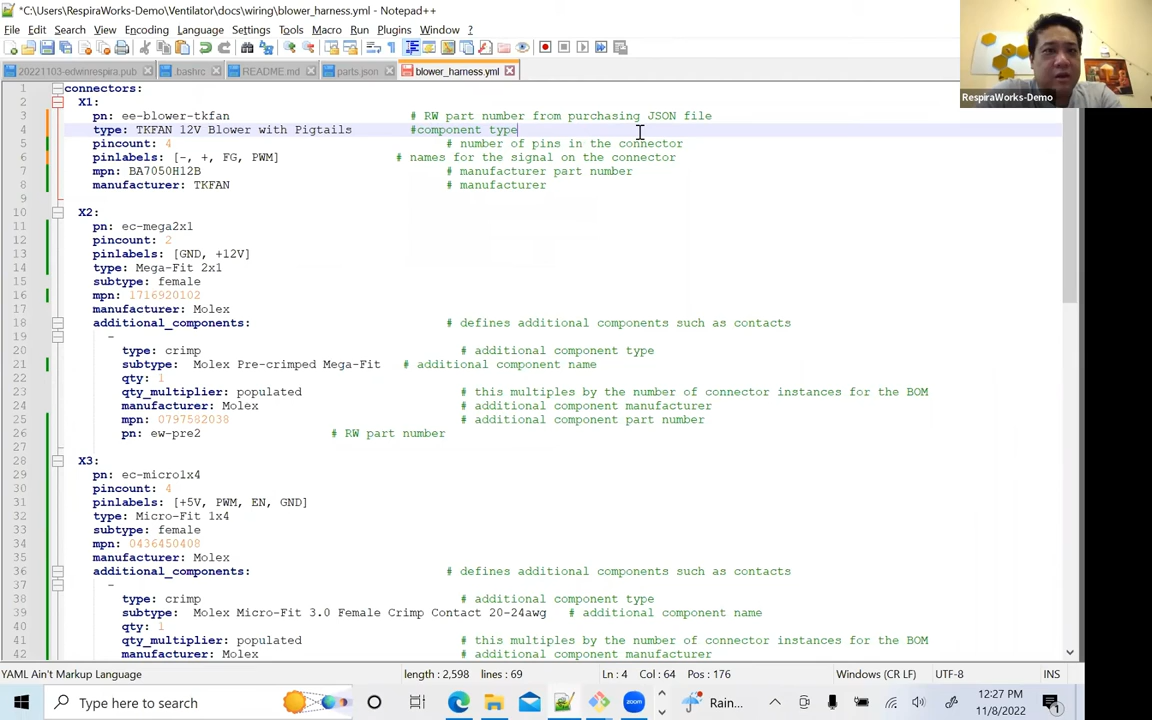 *C:\Users\RespiraWorks-Demo\Ventilator\docs\wiring\blower_harness.yml - Notepad++
File Edit Search View Encoding Language Settings Tools Macro Run Plugins Window ?
20221103-edwinrespira.pub .bashrc README.md parts.json blower_harness.yml
RespiraWorks-Demo
1 connectors:
2 X1:
3 pn: ee-blower-tkfan # RW part number from purchasing JSON file
4 type: TKFAN 12V Blower with Pigtails #component type
5 pincount: 4 # number of pins in the connector
6 pinlabels: [-, +, FG, PWM] # names for the signal on the connector
7 mpn: BA7050H12B # manufacturer part number
8 manufacturer: TKFAN # manufacturer
9
10 X2:
11 pn: ec-mega2x1
12 pincount: 2
13 pinlabels: [GND, +12V]
14 type: Mega-Fit 2x1
15 subtype: female
16 mpn: 1716920102
17 manufacturer: Molex
18 additional_components: # defines additional components such as contacts
19 -
20 type: crimp # additional component type
21 subtype: Molex Pre-crimped Mega-Fit # additional component name
22 qty: 1
23 qty_multiplier: populated # this multiplies by the number of connector instances for the BOM
24 manufacturer: Molex # additional component manufacturer
25 mpn: 0797582038 # additional component part number
26 pn: ew-pre2 # RW part number
27
28 X3:
29 pn: ec-micro1x4
30 pincount: 4
31 pinlabels: [+5V, PWM, EN, GND]
32 type: Micro-Fit 1x4
33 subtype: female
34 mpn: 0436450408
35 manufacturer: Molex
36 additional_components: # defines additional components such as contacts
37 -
38 type: crimp # additional component type
39 subtype: Molex Micro-Fit 3.0 Female Crimp Contact 20-24awg # additional component name
40 qty: 1
41 qty_multiplier: populated # this multiplies by the number of connector instances for the BOM
42 manufacturer: Molex # additional component manufacturer
YAML Ain't Markup Language length : 2,598 lines : 69 Ln : 4 Col : 64 Pos : 176 Windows (CR LF) UTF-8 INS
Type here to search zoom Rain... 12:27 PM
11/8/2022 1